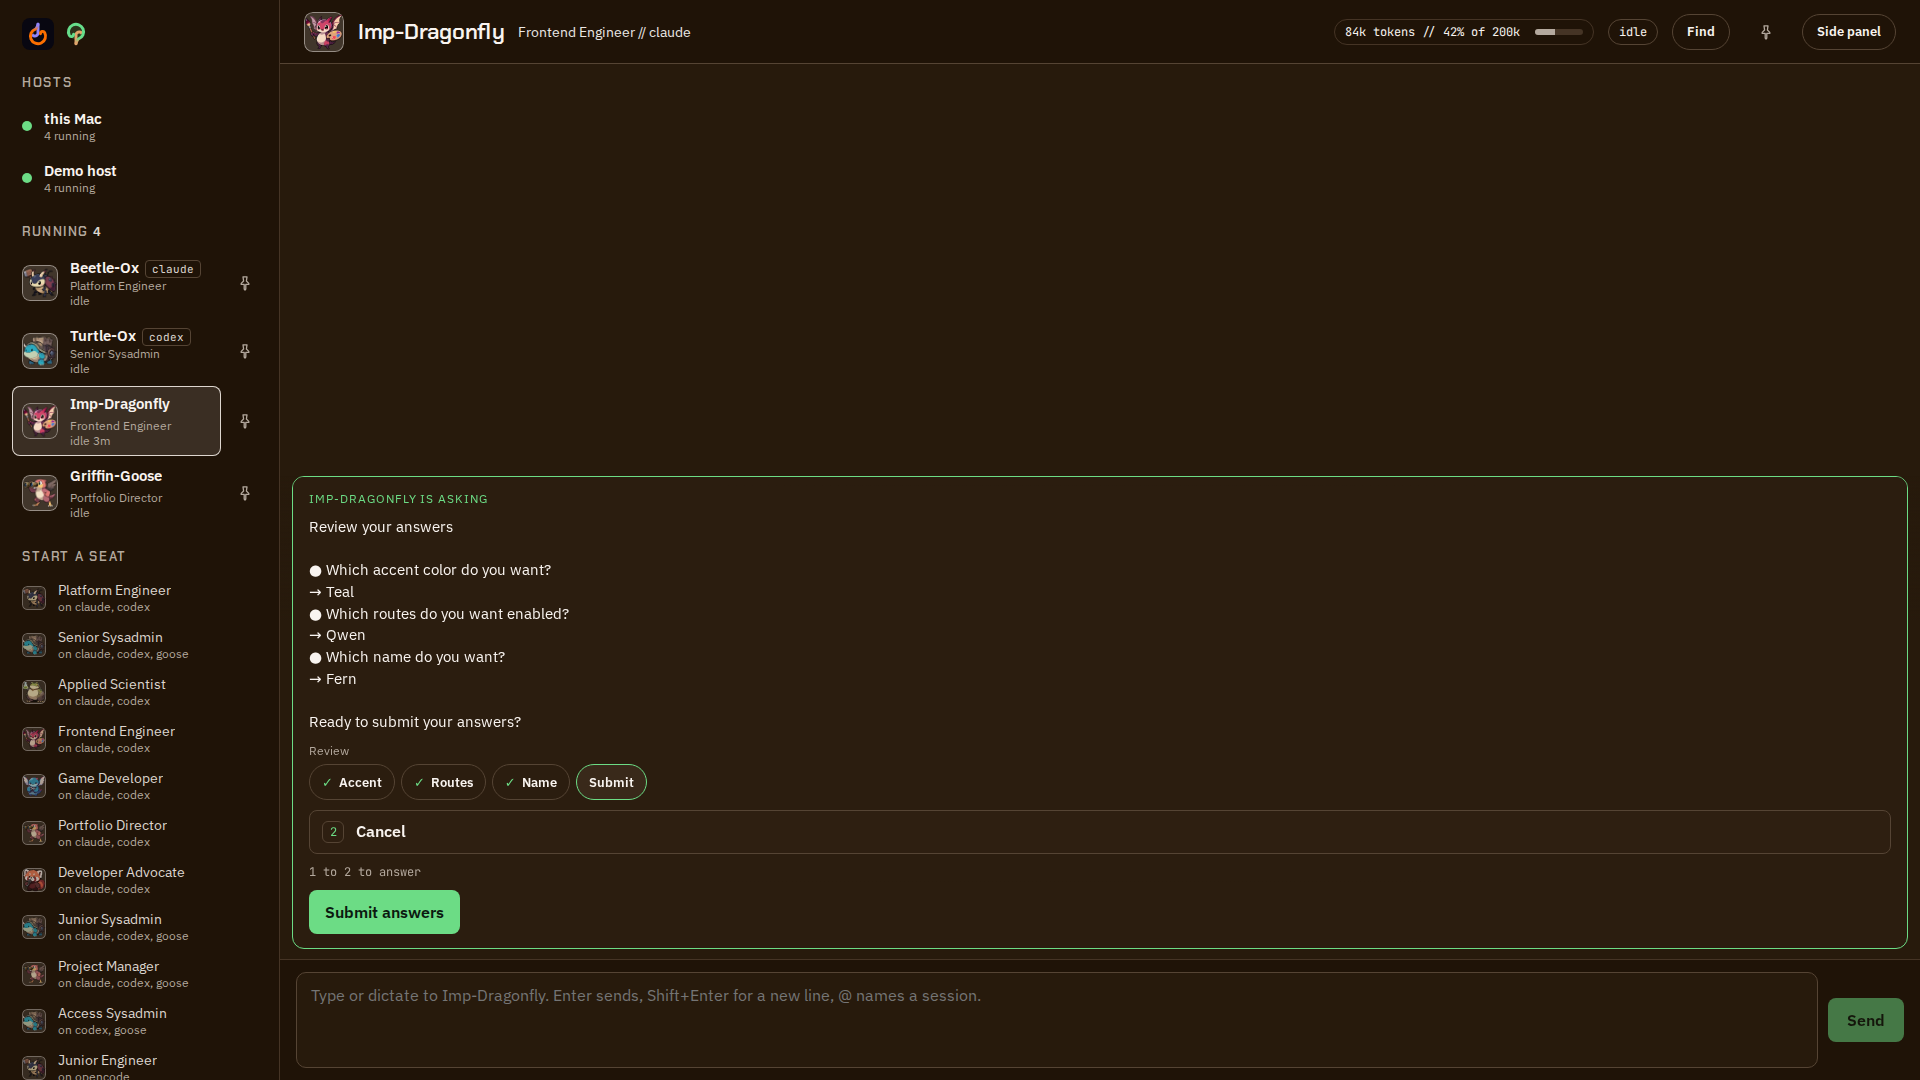 HOSTS
this Mac
4 running
Demo host
4 running
RUNNING 4
Beetle-Ox claude
Platform Engineer
idle
Turtle-Ox codex
Senior Sysadmin
idle
Imp-Dragonfly
Frontend Engineer
idle 3m
Griffin-Goose
Portfolio Director
idle
START A SEAT
Platform Engineer
on claude, codex
Senior Sysadmin
on claude, codex, goose
Applied Scientist
on claude, codex
Frontend Engineer
on claude, codex
Game Developer
on claude, codex
Portfolio Director
on claude, codex
Developer Advocate
on claude, codex
Junior Sysadmin
on claude, codex, goose
Project Manager
on claude, codex, goose
Access Sysadmin
on codex, goose
Junior Engineer
on opencode
Imp-Dragonfly Frontend Engineer // claude
84k tokens // 42% of 200k idle Find Side panel
IMP-DRAGONFLY IS ASKING
Review your answers
● Which accent color do you want?
→ Teal
● Which routes do you want enabled?
→ Qwen
● Which name do you want?
→ Fern
Ready to submit your answers?
Review
✓ Accent ✓ Routes ✓ Name Submit
2 Cancel
1 to 2 to answer
Submit answers
Type or dictate to Imp-Dragonfly. Enter sends, Shift+Enter for a new line, @ names a session.
Send